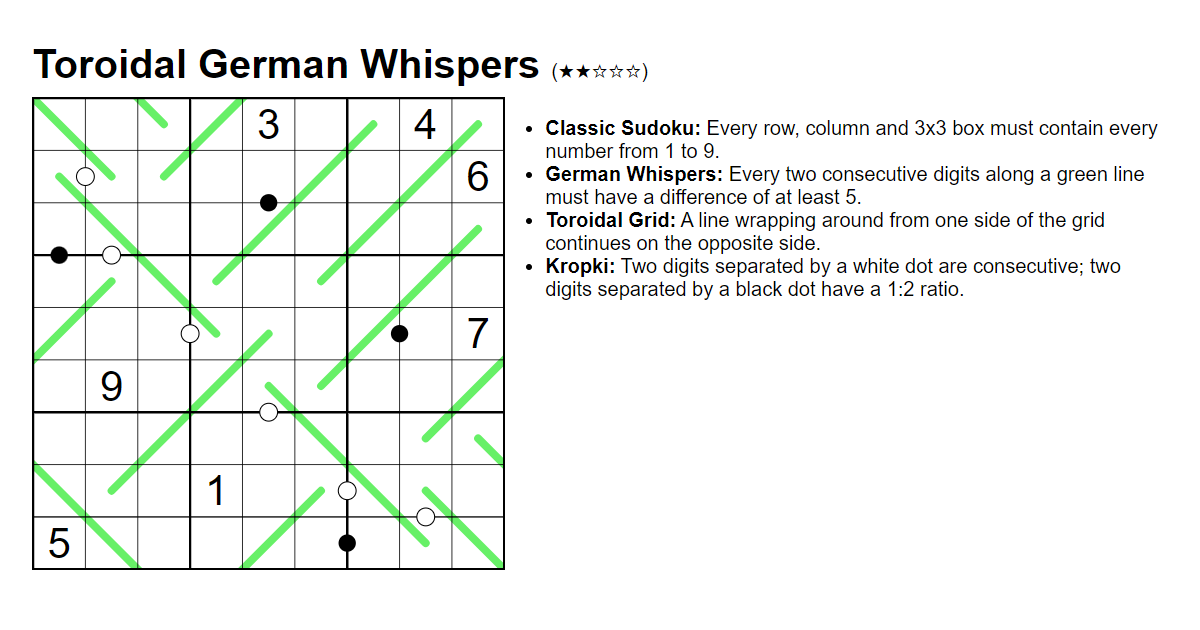 Toroidal German Whispers (★★☆☆☆)
3 4
6
7
9
1
5
• Classic Sudoku: Every row, column and 3x3 box must contain every
number from 1 to 9.
• German Whispers: Every two consecutive digits along a green line
must have a difference of at least 5.
• Toroidal Grid: A line wrapping around from one side of the grid
continues on the opposite side.
• Kropki: Two digits separated by a white dot are consecutive; two
digits separated by a black dot have a 1:2 ratio.